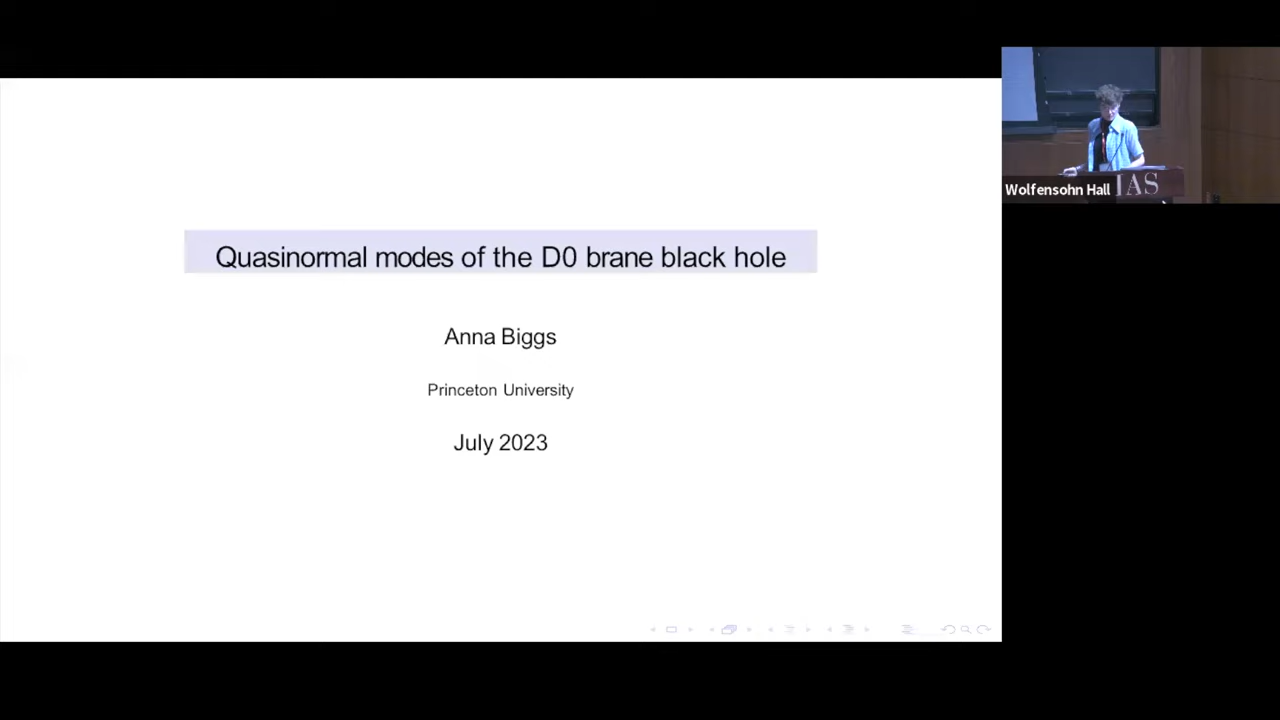 Quasinormal modes of the D0 brane black hole
Anna Biggs
Princeton University
July 2023
Wolfensohn Hall
IAS